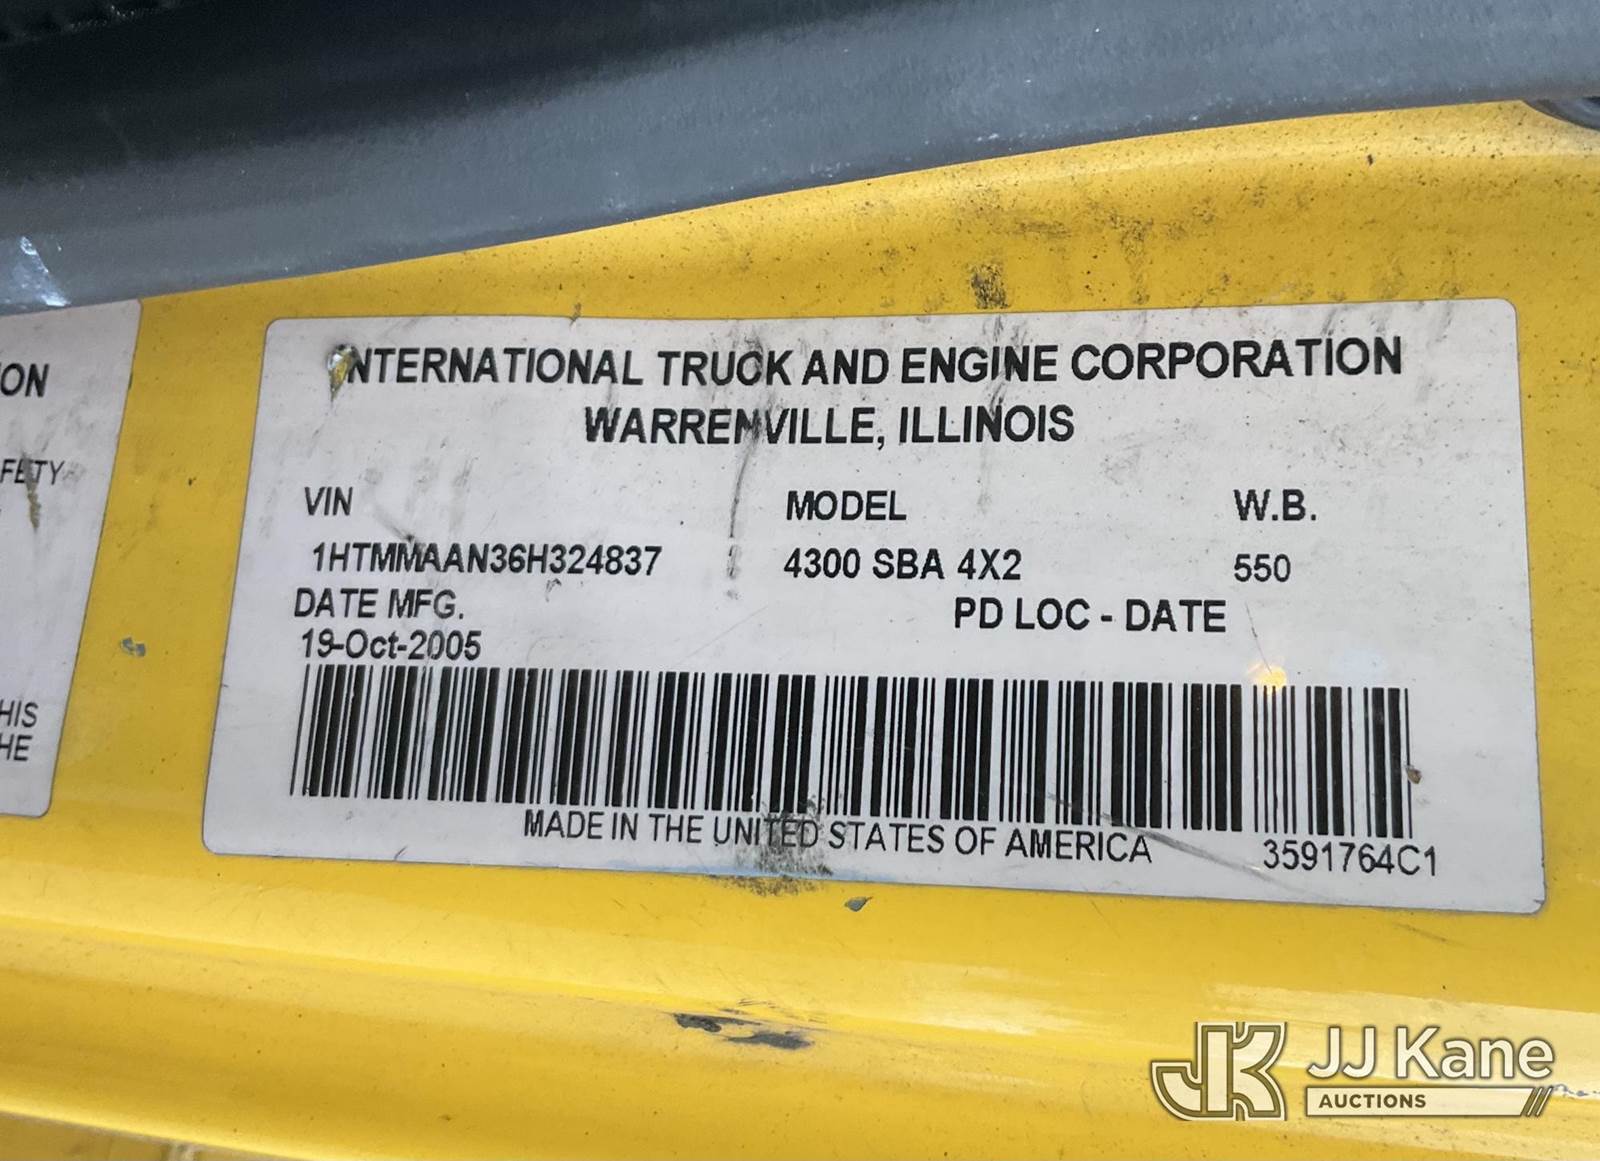 INTERNATIONAL TRUCK AND ENGINE CORPORATION
WARRENVILLE, ILLINOIS
VIN MODEL W.B.
1HTMMAAN36H324837 4300 SBA 4X2 550
DATE MFG. PD LOC - DATE
19-Oct-2005
MADE IN THE UNITED STATES OF AMERICA 3591764C1
ON
FETY
HIS
HE
JK JJ Kane
AUCTIONS